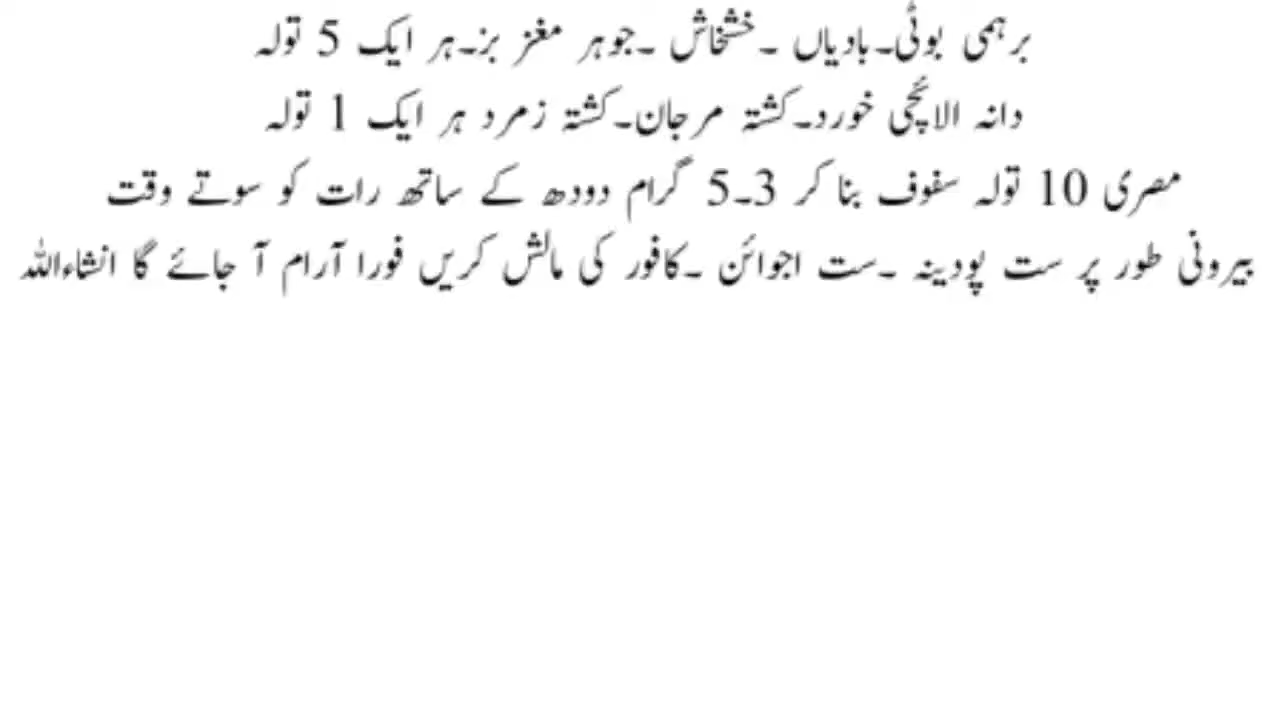 برہمی بوٹی۔بادیاں ۔خشخاش ۔جوہر مغز بز۔ہر ایک 5 تولہ
دانہ الائچی خورد۔کشتہ مرجان۔کشتہ زمرد ہر ایک 1 تولہ
مصری 10 تولہ سفوف بنا کر 3۔5 گرام دودھ کے ساتھ رات کو سوتے وقت
بیرونی طور پر ست پودینہ ۔ست اجوائن ۔کافور کی مالش کریں فورا آرام آ جائے گا انشاءاللہ